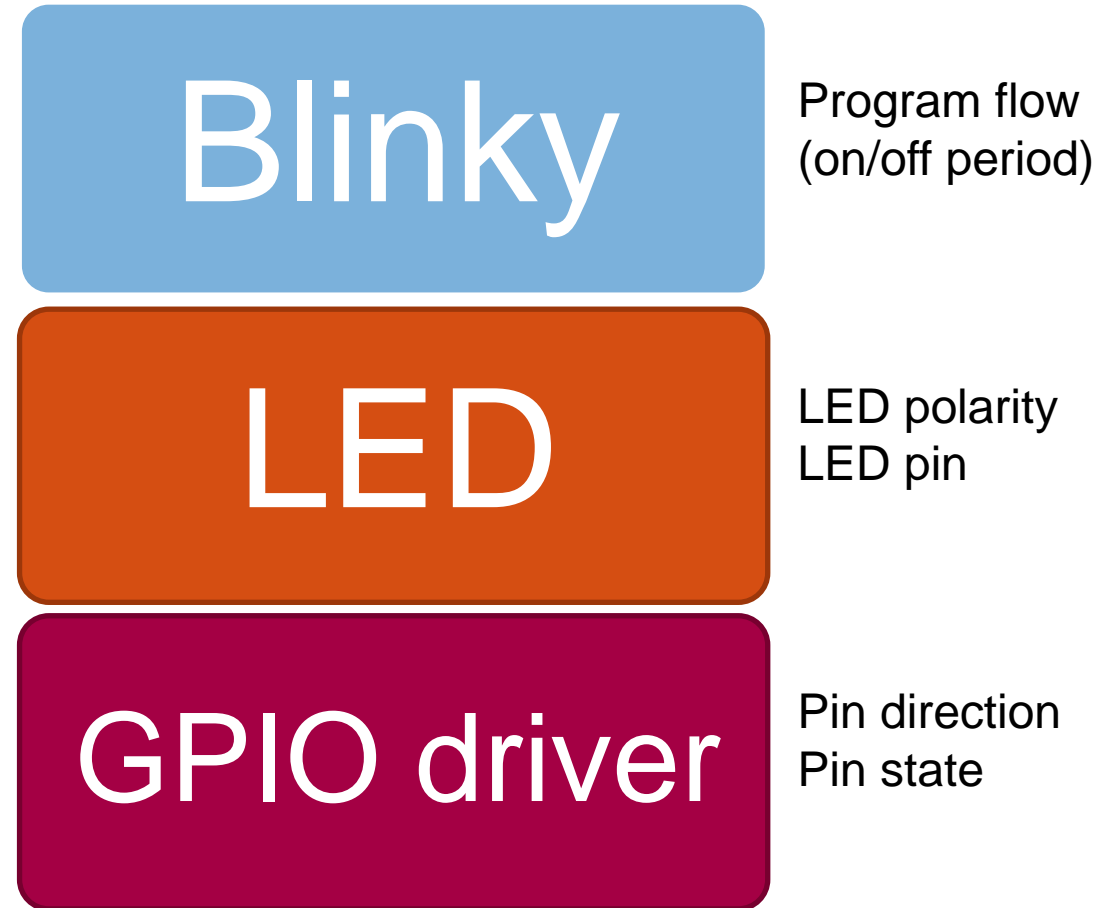 Blinky
Program flow
(on/off period)
LED
LED polarity
LED pin
GPIO driver
Pin direction
Pin state